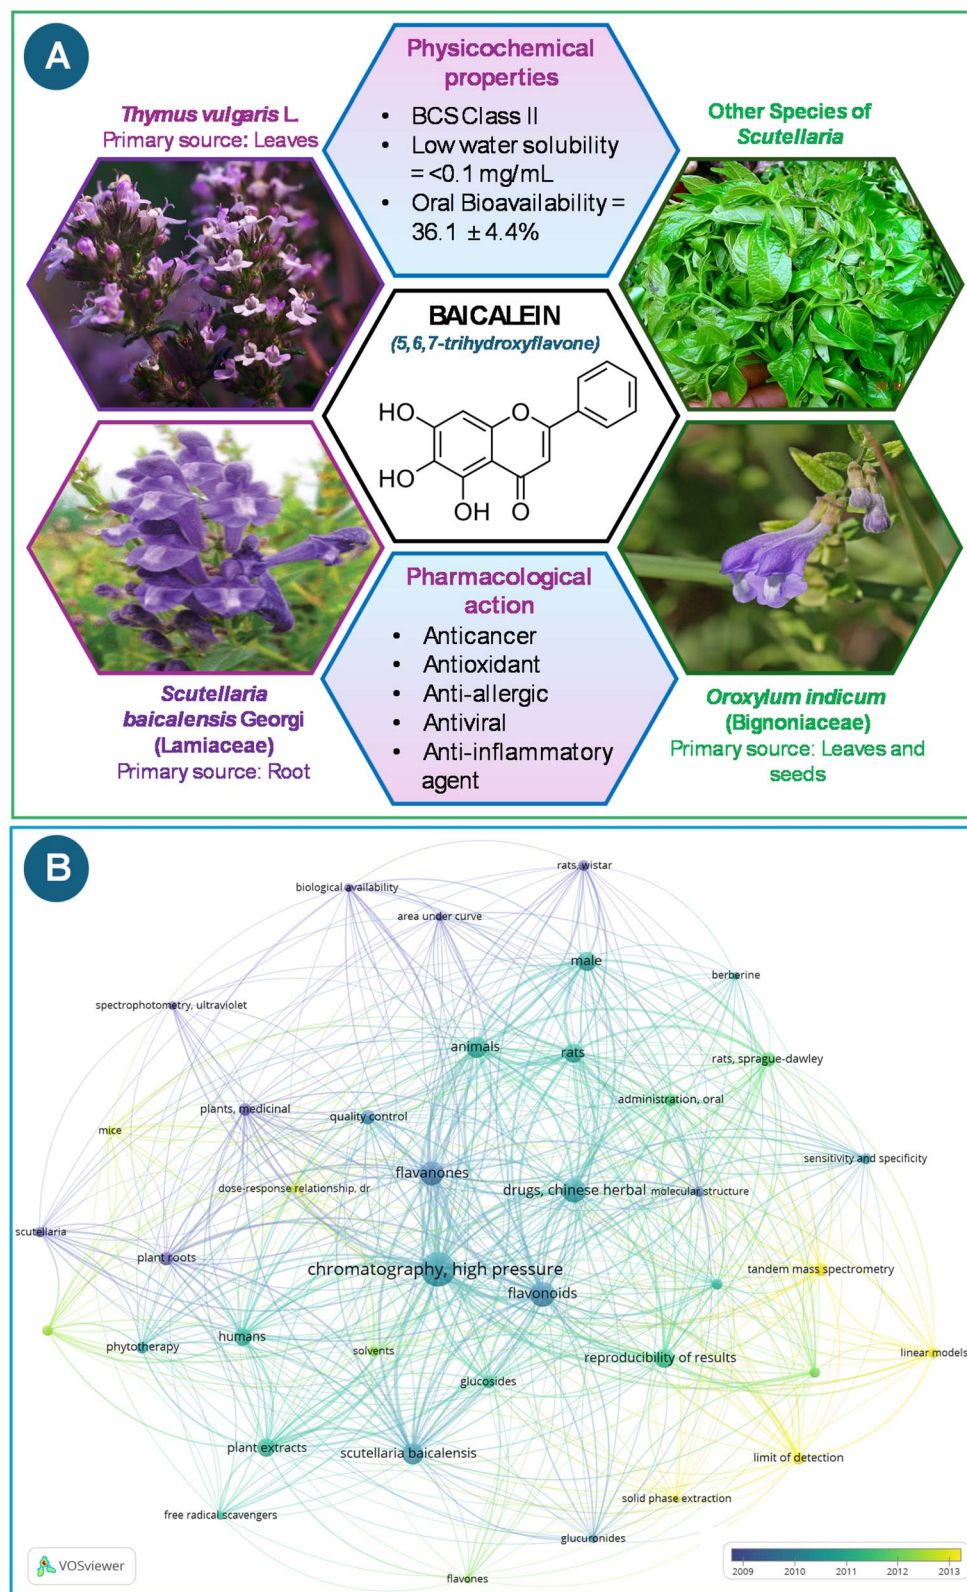 A
Physicochemical
properties
• BCS Class II
• Low water solubility
= <0.1 mg/mL
• Oral Bioavailability =
36.1 ± 4.4%
Thymus vulgaris L.
Primary source: Leaves
Other Species of
Scutellaria
BAICALEIN
(5,6,7-trihydroxyflavone)
HO
O
HO
OH
O
Pharmacological
action
• Anticancer
• Antioxidant
• Anti-allergic
• Antiviral
• Anti-inflammatory
agent
Scutellaria
baicalensis Georgi
(Lamiaceae)
Primary source: Root
Oroxylum indicum
(Bignoniaceae)
Primary source: Leaves and
seeds
B
rats, wistar
biological availability
area under curve
male
berberine
spectrophotometry, ultraviolet
animals
rats
rats, sprague-dawley
administration, oral
plants, medicinal
quality control
mice
sensitivity and specificity
flavanones
dose-response relationship, dr
drugs, chinese herbal
molecular structure
scutellaria
plant roots
chromatography, high pressure
tandem mass spectrometry
flavonoids
humans
phytotherapy
solvents
reproducibility of results
linear models
glucosides
plant extracts
scutellaria baicalensis
limit of detection
solid phase extraction
free radical scavengers
glucuronides
flavones
VOSviewer
2009 2010 2011 2012 2013